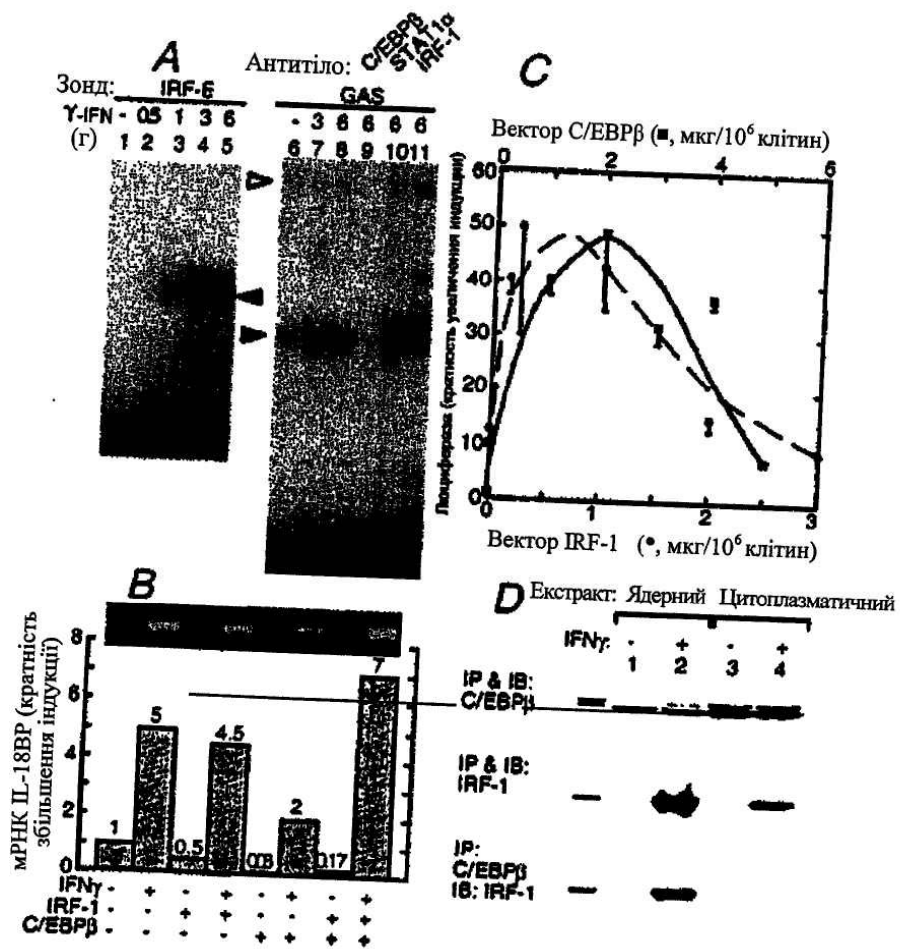 A
Зонд: IRF-E
γ-IFN - 0.5 1 3 6
(г) 1 2 3 4 5
Антитіло: C/EBPβ STAT1α IRF-1
GAS
- 3 6 6 6 6
6 7 8 9 10 11
C
Вектор C/EBPβ (■, мкг/10⁶ клітин)
0 2 4 6
Люцифераза (кратность увеличения индукции)
60
50
40
30
20
10
0
0 1 2 3
Вектор IRF-1 (●, мкг/10⁶ клітин)
B
мРНК IL-18BP (кратність
збільшення індукції)
8
6
4
2
0
1 5 0.5 4.5 0.3 2 0.17 7
IFNγ - + - + - + - +
IRF-1 - - + + - - + +
C/EBPβ - - - - + + + +
D
Екстракт: Ядерний Цитоплазматичний
IFNγ: - + - +
1 2 3 4
IP & IB:
C/EBPβ
IP & IB:
IRF-1
IP:
C/EBPβ
IB: IRF-1